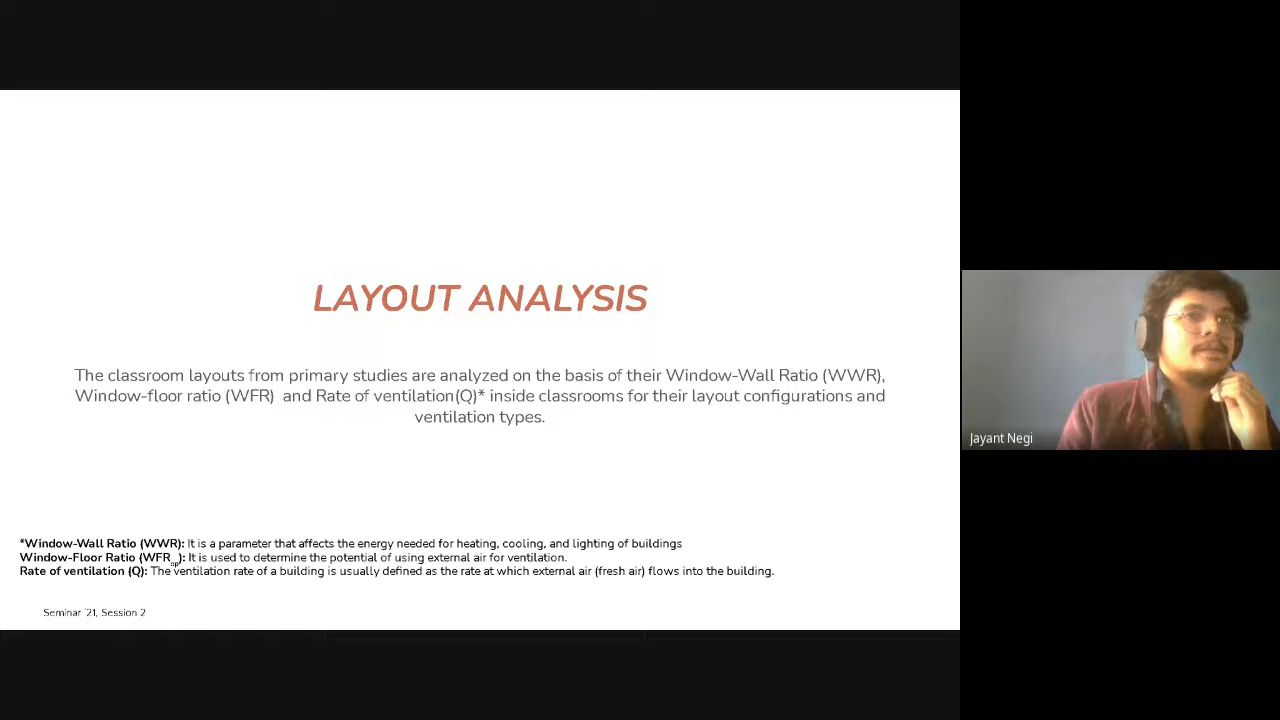 LAYOUT ANALYSIS
The classroom layouts from primary studies are analyzed on the basis of their Window-Wall Ratio (WWR),
Window-floor ratio (WFR) and Rate of ventilation(Q)* inside classrooms for their layout configurations and
ventilation types.
*Window-Wall Ratio (WWR): It is a parameter that affects the energy needed for heating, cooling, and lighting of buildings
Window-Floor Ratio (WFRop): It is used to determine the potential of using external air for ventilation.
Rate of ventilation (Q): The ventilation rate of a building is usually defined as the rate at which external air (fresh air) flows into the building.
Seminar '21, Session 2
Jayant Negi